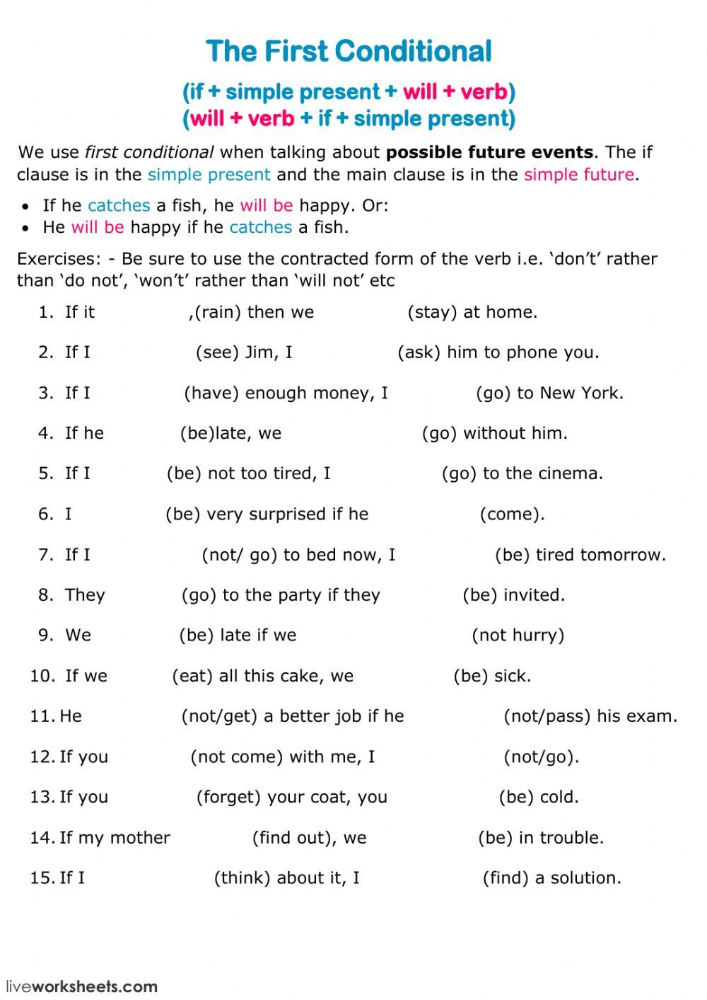 The First Conditional
(if + simple present + will + verb)
(will + verb + if + simple present)
We use first conditional when talking about possible future events. The if
clause is in the simple present and the main clause is in the simple future.
• If he catches a fish, he will be happy. Or:
• He will be happy if he catches a fish.
Exercises: - Be sure to use the contracted form of the verb i.e. ‘don’t’ rather
than ‘do not’, ‘won’t’ rather than ‘will not’ etc
1. If it ,(rain) then we (stay) at home.
2. If I (see) Jim, I (ask) him to phone you.
3. If I (have) enough money, I (go) to New York.
4. If he (be)late, we (go) without him.
5. If I (be) not too tired, I (go) to the cinema.
6. I (be) very surprised if he (come).
7. If I (not/ go) to bed now, I (be) tired tomorrow.
8. They (go) to the party if they (be) invited.
9. We (be) late if we (not hurry)
10. If we (eat) all this cake, we (be) sick.
11. He (not/get) a better job if he (not/pass) his exam.
12. If you (not come) with me, I (not/go).
13. If you (forget) your coat, you (be) cold.
14. If my mother (find out), we (be) in trouble.
15. If I (think) about it, I (find) a solution.
liveworksheets.com